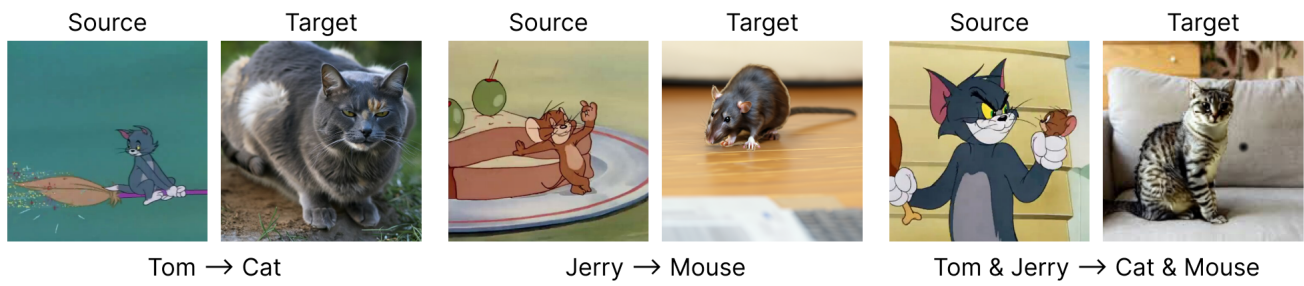 Source Target Source Target Source Target
Tom → Cat Jerry → Mouse Tom & Jerry → Cat & Mouse